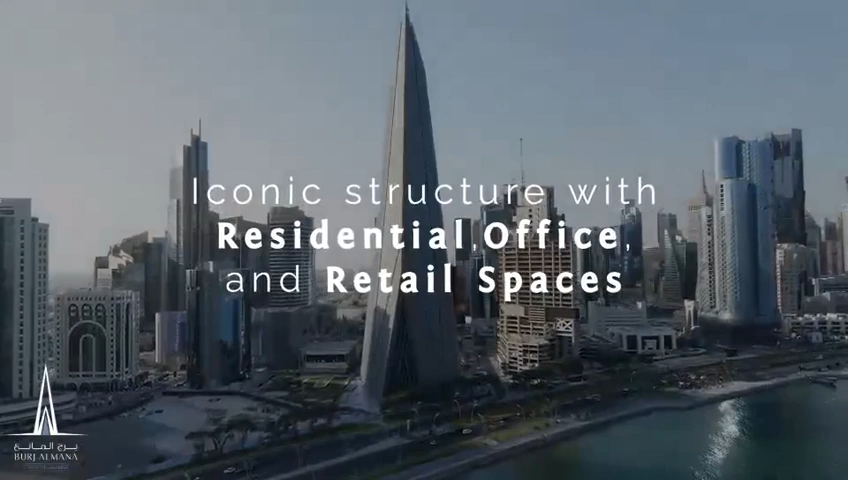 Iconic structure with
Residential,Office,
and Retail Spaces
برج المانع
BURJ ALMANA